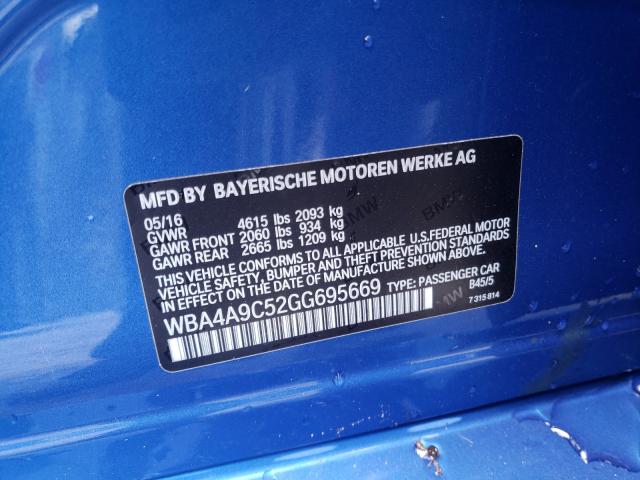 MFD BY BAYERISCHE MOTOREN WERKE AG
05/16
GVWR 4615 lbs 2093 kg
GAWR FRONT 2060 lbs 934 kg
GAWR REAR 2665 lbs 1209 kg
THIS VEHICLE CONFORMS TO ALL APPLICABLE U.S.FEDERAL MOTOR
VEHICLE SAFETY, BUMPER AND THEFT PREVENTION STANDARDS
IN EFFECT ON THE DATE OF MANUFACTURE SHOWN ABOVE.
WBA4A9C52GG695669 TYPE: PASSENGER CAR
B45/5
7 315 814